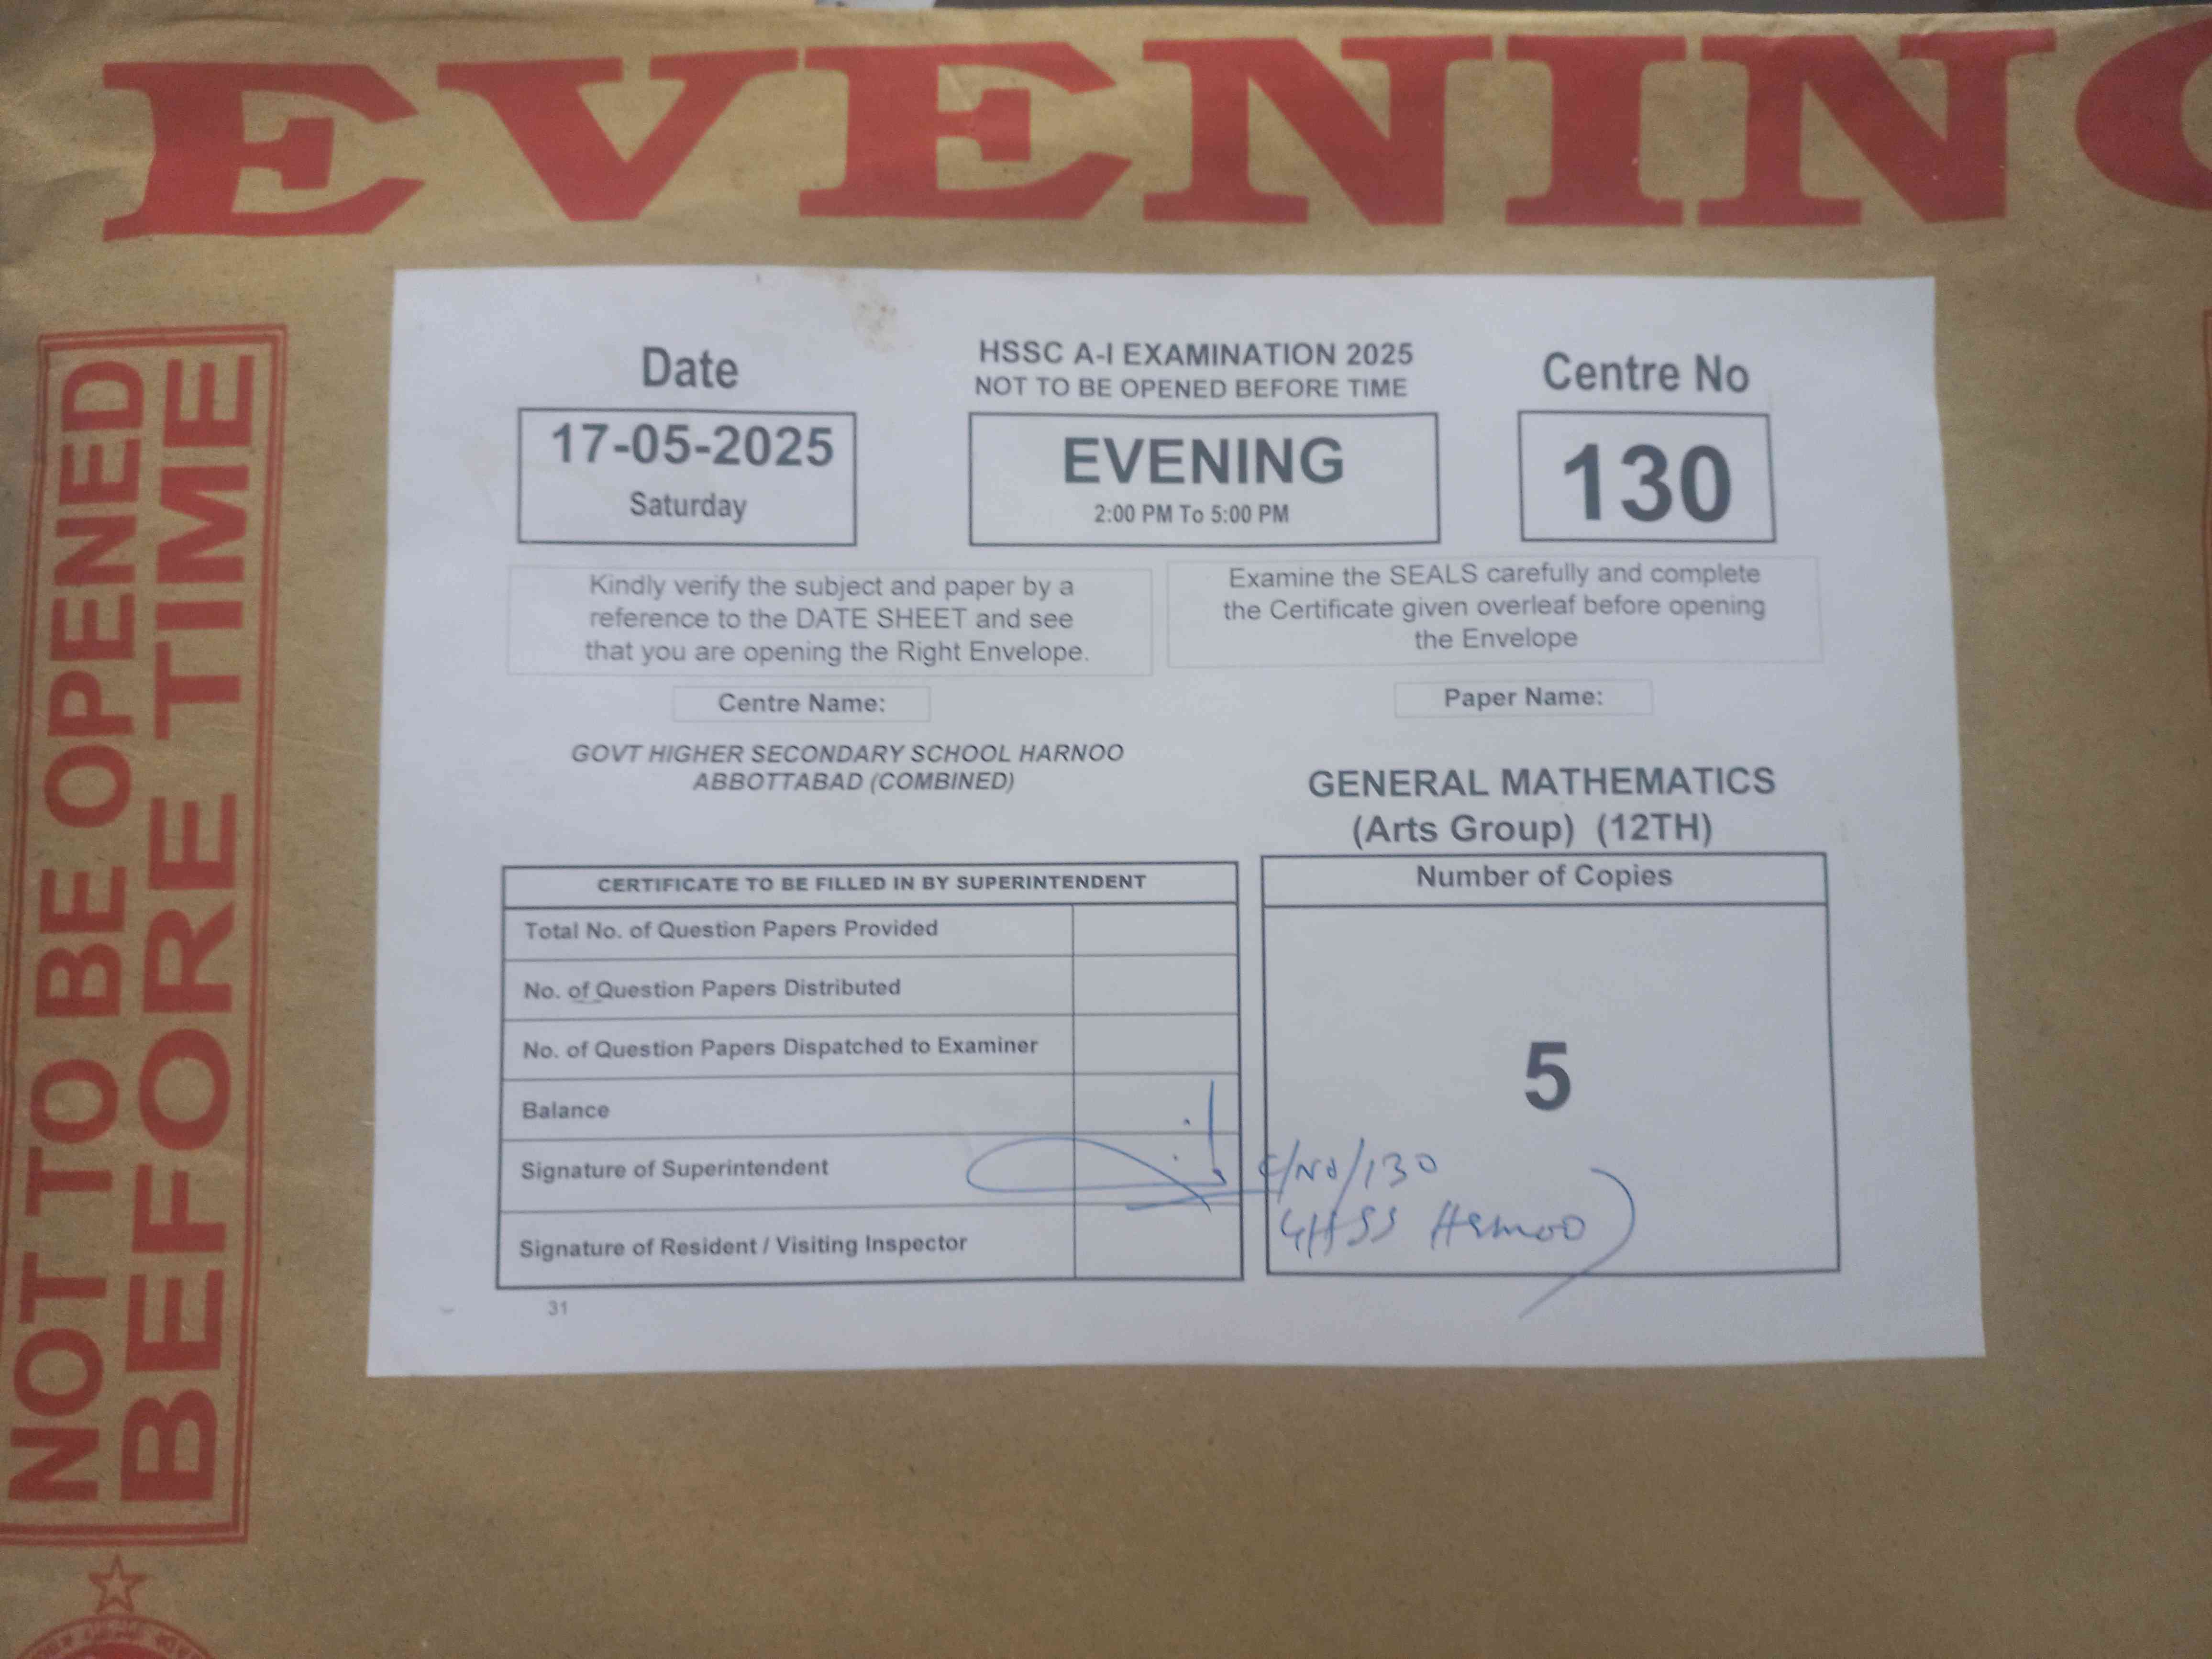 EVENING
NOT TO BE OPENED
BEFORE TIME
Date
17-05-2025
Saturday
HSSC A-I EXAMINATION 2025
NOT TO BE OPENED BEFORE TIME
EVENING
2:00 PM To 5:00 PM
Centre No
130
Kindly verify the subject and paper by a
reference to the DATE SHEET and see
that you are opening the Right Envelope.
Examine the SEALS carefully and complete
the Certificate given overleaf before opening
the Envelope
Centre Name:
GOVT HIGHER SECONDARY SCHOOL HARNOO
ABBOTTABAD (COMBINED)
Paper Name:
GENERAL MATHEMATICS
(Arts Group) (12TH)
CERTIFICATE TO BE FILLED IN BY SUPERINTENDENT
Total No. of Question Papers Provided
No. of Question Papers Distributed
No. of Question Papers Dispatched to Examiner
Balance
Signature of Superintendent
Signature of Resident / Visiting Inspector
Number of Copies
5
C/No/130
GHSS Harnoo
31